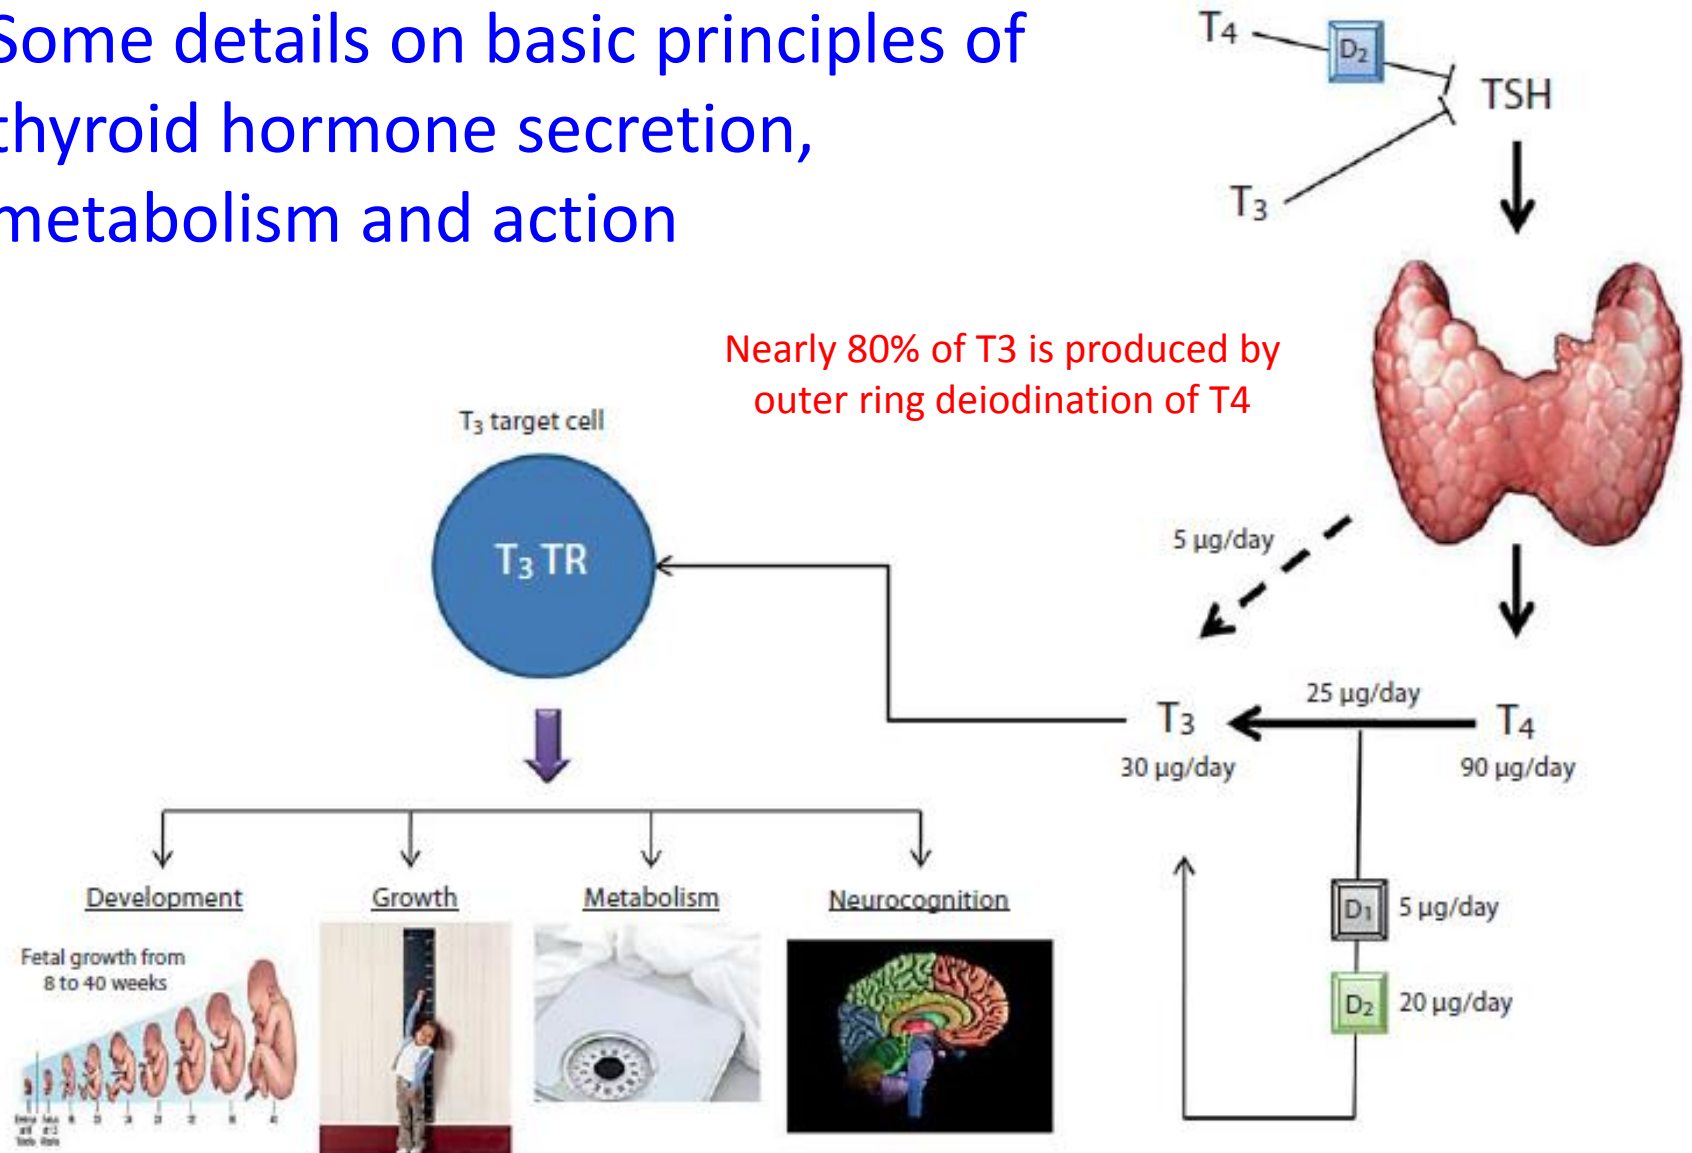 Some details on basic principles of
thyroid hormone secretion,
metabolism and action
T4
D2
TSH
T3
Nearly 80% of T3 is produced by
outer ring deiodination of T4
T3 target cell
T3 TR
5 µg/day
25 µg/day
T3
T4
30 µg/day
90 µg/day
Development
Growth
Metabolism
Neurocognition
D1
5 µg/day
Fetal growth from
8 to 40 weeks
D2
20 µg/day